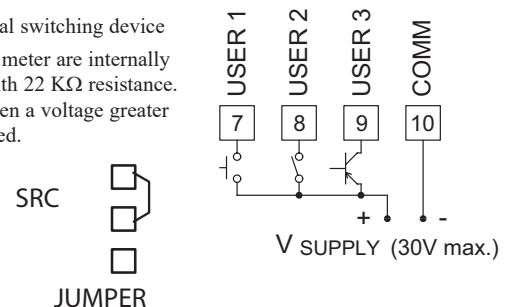 al switching device
meter are internally
th 22 KΩ resistance.
en a voltage greater
ed.
USER 1
USER 2
USER 3
COMM
7 8 9 10
+ -
V SUPPLY (30V max.)
SRC
JUMPER